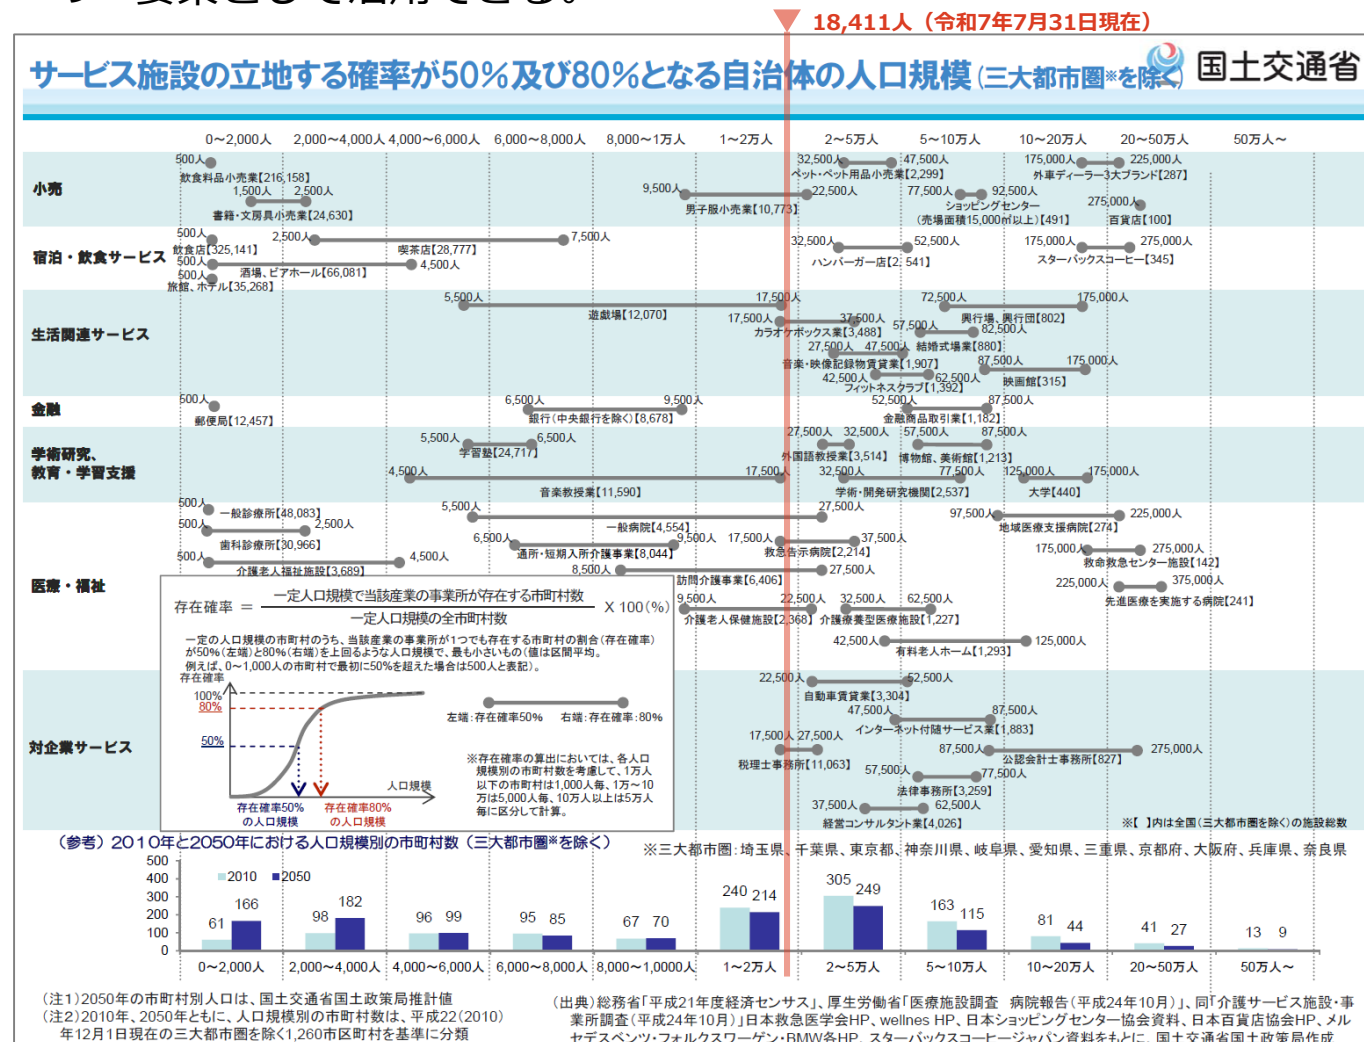 18,411人（令和7年7月31日現在）
サービス施設の立地する確率が50%及び80%となる自治体の人口規模（三大都市圏※を除く）
国土交通省
0～2,000人 2,000～4,000人 4,000～6,000人 6,000～8,000人 8,000～1万人 1～2万人 2～5万人 5～10万人 10～20万人 20～50万人 50万人～
小売
500人
飲食料品小売業【216,158】
1,500人 2,500人
書籍・文房具小売業【24,630】
9,500人 22,500人
男子服小売業【10,773】
32,500人 47,500人
ペット・ペット用品小売業【2,299】
77,500人 92,500人
ショッピングセンター
（売場面積15,000㎡以上）【491】
175,000人 225,000人
外車ディーラー3大ブランド【287】
275,000人
百貨店【100】
宿泊・飲食サービス
500人
飲食店【325,141】
2,500人 7,500人
喫茶店【28,777】
500人 4,500人
酒場、ビアホール【66,081】
500人
旅館、ホテル【35,268】
32,500人 52,500人
ハンバーガー店【2,541】
175,000人 275,000人
スターバックスコーヒー【345】
生活関連サービス
5,500人 17,500人
遊戯場【12,070】
17,500人 37,500人
カラオケボックス業【3,488】
27,500人 47,500人
音楽・映像記録物賃貸業【1,907】
42,500人 62,500人
フィットネスクラブ【1,392】
72,500人 175,000人
興行場、興行団【802】
57,500人 82,500人
結婚式場業【880】
87,500人 175,000人
映画館【315】
金融
500人
郵便局【12,457】
6,500人 9,500人
銀行（中央銀行を除く）【8,678】
52,500人 87,500人
金融商品取引業【1,182】
学術研究、
教育・学習支援
5,500人 6,500人
学習塾【24,717】
4,500人 17,500人
音楽教授業【11,590】
27,500人 32,500人
外国語教授業【3,514】
57,500人 87,500人
博物館、美術館【1,213】
32,500人 77,500人
学術・開発研究機関【2,537】
125,000人 175,000人
大学【440】
医療・福祉
500人
一般診療所【48,083】
500人 2,500人
歯科診療所【30,966】
500人 4,500人
介護老人福祉施設【3,689】
5,500人 27,500人
一般病院【4,554】
6,500人 9,500人
通所・短期入所介護事業【8,044】
17,500人 37,500人
救急告示病院【2,214】
8,500人 27,500人
訪問介護事業【6,406】
9,500人 22,500人
介護老人保健施設【2,368】
32,500人 62,500人
介護療養型医療施設【1,227】
42,500人 125,000人
有料老人ホーム【1,293】
97,500人 225,000人
地域医療支援病院【274】
175,000人 275,000人
救命救急センター施設【142】
225,000人 375,000人
先進医療を実施する病院【241】
存在確率 ＝ 一定人口規模で当該産業の事業所が存在する市町村数
一定人口規模の全市町村数
X 100(%)
一定の人口規模の市町村のうち、当該産業の事業所が1つでも存在する市町村の割合（存在確率）
が50%（左端）と80%（右端）を上回るような人口規模で、最も小さいもの（値は区間平均。
例えば、0～1,000人の市町村で最初に50%を超えた場合は500人と表記）。
存在確率
100%
80%
50%
人口規模
存在確率50%
の人口規模
存在確率80%
の人口規模
左端：存在確率50% 右端：存在確率：80%
※存在確率の算出においては、各人口
規模別の市町村数を考慮して、1万人
以下の市町村は1,000人毎、1万～10
万は5,000人毎、10万人以上は5万人
毎に区分して計算。
対企業サービス
22,500人 52,500人
自動車賃貸業【3,304】
47,500人 87,500人
インターネット付随サービス業【1,883】
17,500人 27,500人
税理士事務所【11,063】
87,500人 275,000人
公認会計士事務所【827】
57,500人 77,500人
法律事務所【3,259】
37,500人 62,500人
経営コンサルタント業【4,026】
※【 】内は全国（三大都市圏を除く）の施設総数
（参考）2010年と2050年における人口規模別の市町村数（三大都市圏※を除く）
※三大都市圏：埼玉県、千葉県、東京都、神奈川県、岐阜県、愛知県、三重県、京都府、大阪府、兵庫県、奈良県
2010 2050
500
400
300
200
100
0
61 166 98 182 96 99 95 85 67 70 240 214 305 249 163 115 81 44 41 27 13 9
0～2,000人 2,000～4,000人 4,000～6,000人 6,000～8,000人 8,000～1,0000人 1～2万人 2～5万人 5～10万人 10～20万人 20～50万人 50万人～
（注1）2050年の市町村別人口は、国土交通省国土政策局推計値
（注2）2010年、2050年ともに、人口規模別の市町村数は、平成22（2010）
年12月1日現在の三大都市圏を除く1,260市区町村を基準に分類
（出典）総務省「平成21年度経済センサス」、厚生労働省「医療施設調査 病院報告（平成24年10月）」、同「介護サービス施設・事
業所調査（平成24年10月）」日本救急医学会HP、wellnes HP、日本ショッピングセンター協会資料、日本百貨店協会HP、メル
セデスベンツ・フォルクスワーゲン・BMW各HP、スターバックスコーヒージャパン資料をもとに、国土交通省国土政策局作成